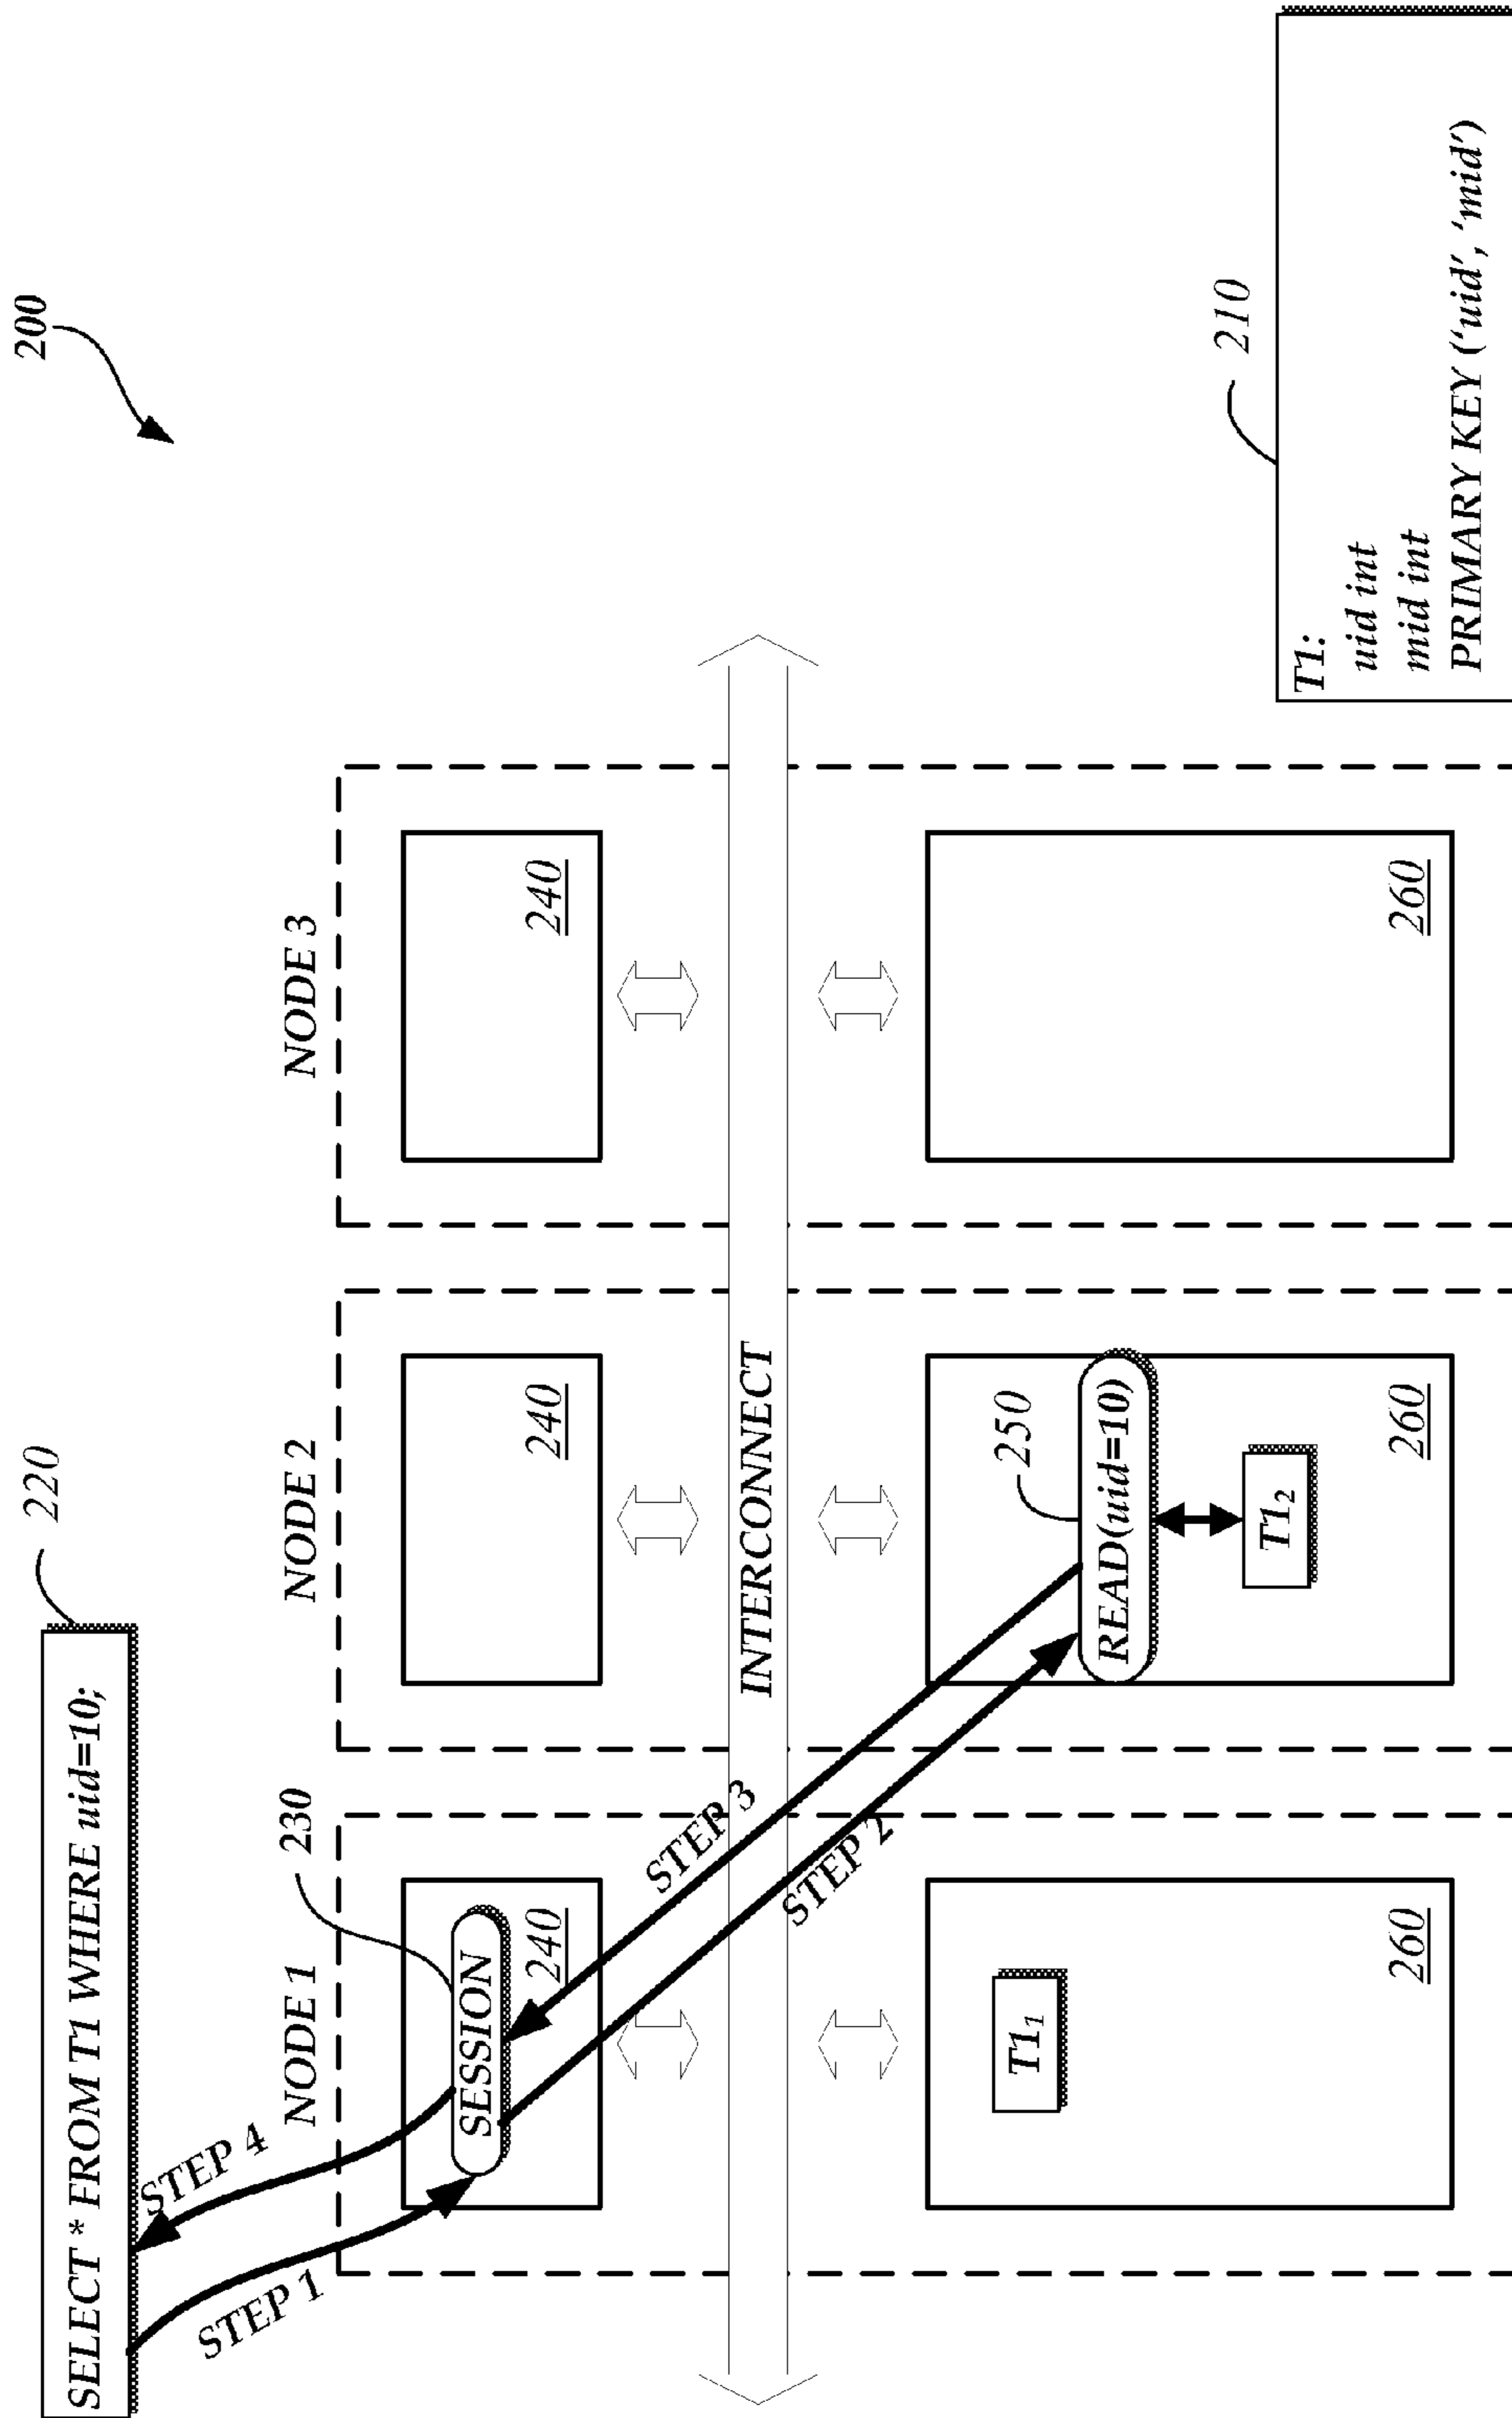 200
220
SELECT * FROM T1 WHERE uid=10;
STEP 1
STEP 4
230
NODE 1
NODE 2
NODE 3
SESSION
240
240
240
STEP 3
STEP 2
INTERCONNECT
250
READ(uid=10)
T1₁
T1₂
260
260
260
210
T1:
uid int
mid int
PRIMARY KEY ('uid', 'mid')